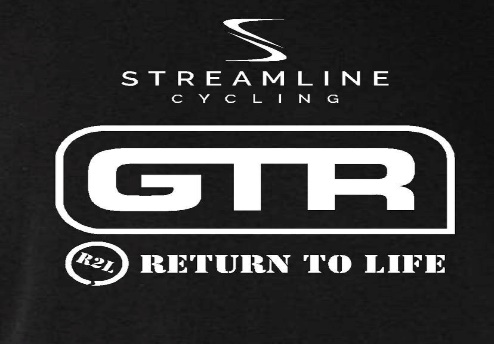 STREAMLINE
CYCLING
GTR
R2L RETURN TO LIFE